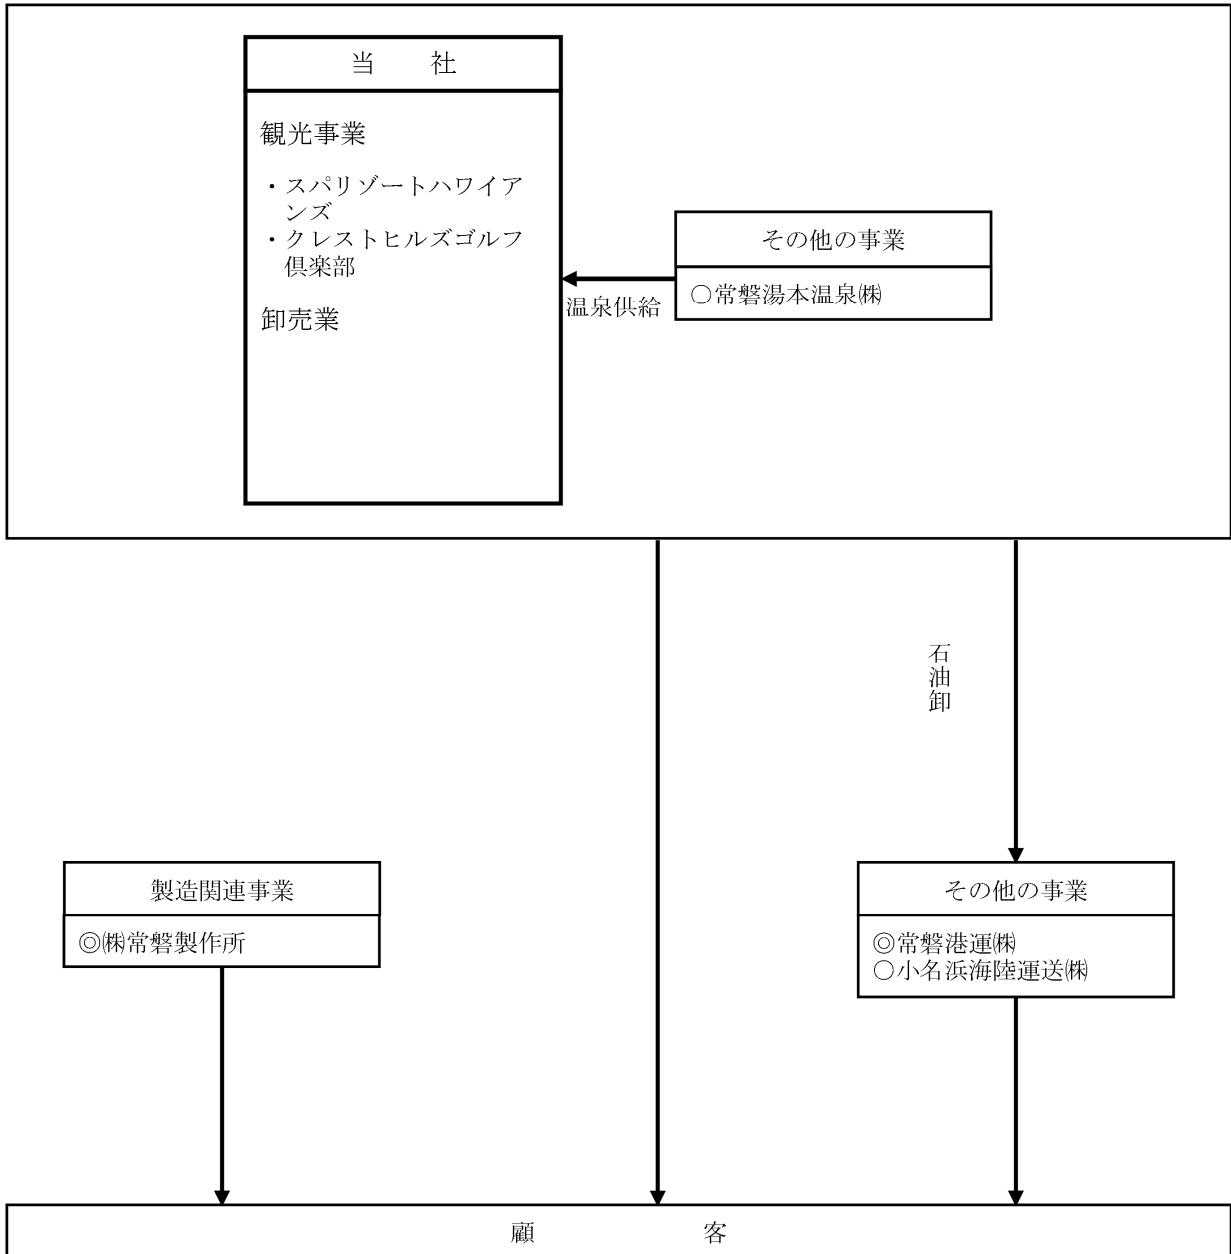 当　　社
観光事業
・スパリゾートハワイア
ンズ
・クレストヒルズゴルフ
倶楽部
卸売業
その他の事業
○常磐湯本温泉㈱
温泉供給
石油卸
製造関連事業
◎㈱常磐製作所
その他の事業
◎常磐港運㈱
○小名浜海陸運送㈱
顧　　　　　　　客